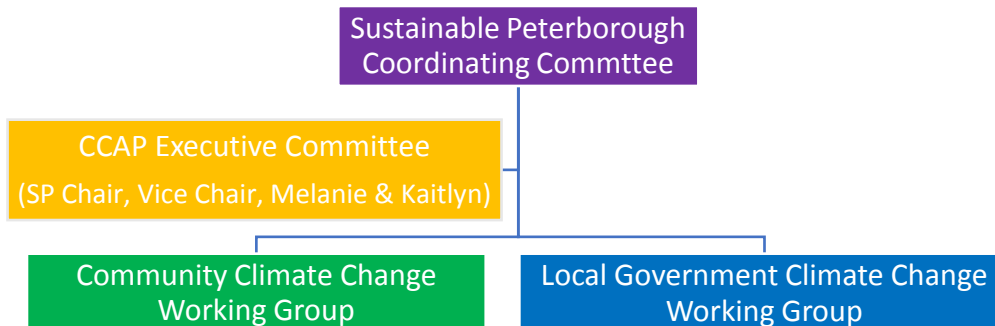 Sustainable Peterborough
Coordinating Commttee
CCAP Executive Committee
(SP Chair, Vice Chair, Melanie & Kaitlyn)
Community Climate Change
Working Group
Local Government Climate Change
Working Group